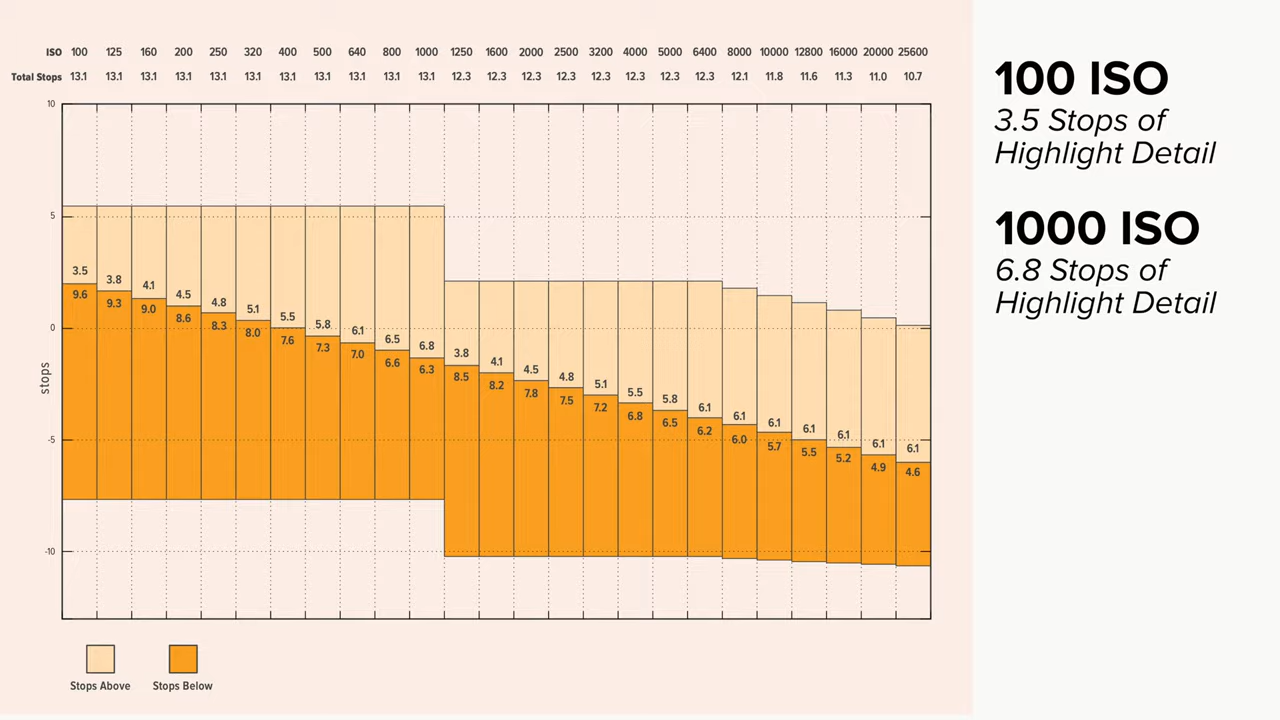 ISO 100 125 160 200 250 320 400 500 640 800 1000 1250 1600 2000 2500 3200 4000 5000 6400 8000 10000 12800 16000 20000 25600
Total Stops 13.1 13.1 13.1 13.1 13.1 13.1 13.1 13.1 13.1 13.1 13.1 12.3 12.3 12.3 12.3 12.3 12.3 12.3 12.3 12.1 11.8 11.6 11.3 11.0 10.7
10
5
0
-5
-10
stops
3.5 3.8 4.1 4.5 4.8 5.1 5.5 5.8 6.1 6.5 6.8 3.8 4.1 4.5 4.8 5.1 5.5 5.8 6.1 6.1 6.1 6.1 6.1 6.1 6.1
9.6 9.3 9.0 8.6 8.3 8.0 7.6 7.3 7.0 6.6 6.3 8.5 8.2 7.8 7.5 7.2 6.8 6.5 6.2 6.0 5.7 5.5 5.2 4.9 4.6
Stops Above Stops Below
100 ISO
3.5 Stops of
Highlight Detail
1000 ISO
6.8 Stops of
Highlight Detail